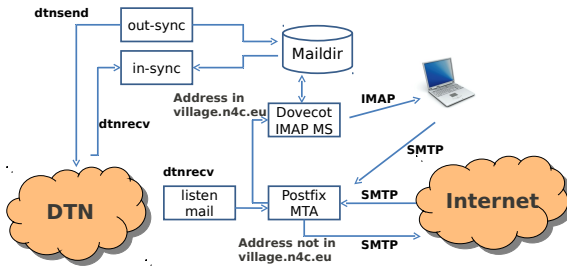 dtnsend
out-sync
in-sync
Maildir
Address in
village.n4c.eu
IMAP
dtnrecv
Dovecot
IMAP MS
SMTP
dtnrecv
DTN
listen
mail
Postfix
MTA
SMTP
Internet
Address not in
village.n4c.eu
SMTP